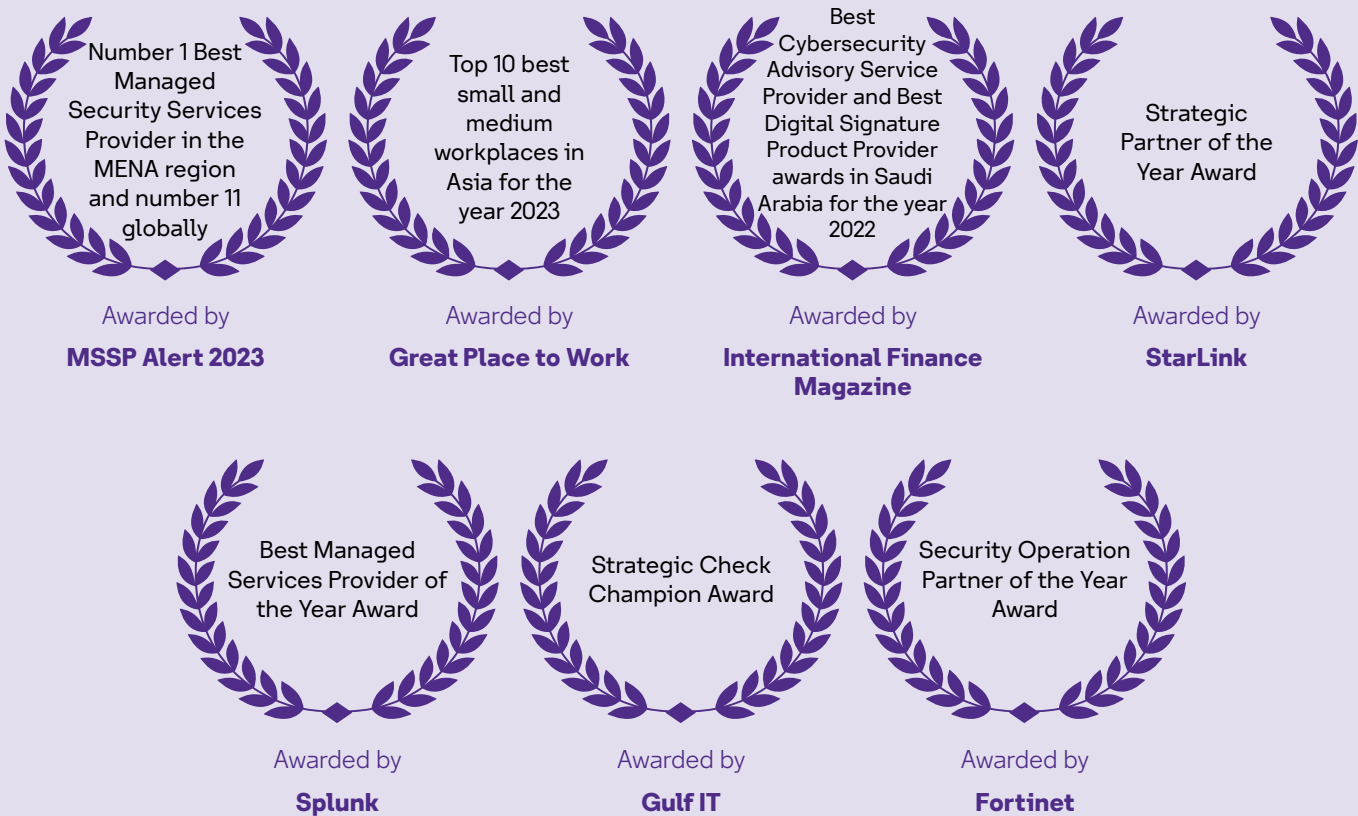 Number 1 Best
Managed
Security Services
Provider in the
MENA region
and number 11
globally
Awarded by
MSSP Alert 2023
Top 10 best
small and
medium
workplaces in
Asia for the
year 2023
Awarded by
Great Place to Work
Best
Cybersecurity
Advisory Service
Provider and Best
Digital Signature
Product Provider
awards in Saudi
Arabia for the year
2022
Awarded by
International Finance
Magazine
Strategic
Partner of the
Year Award
Awarded by
StarLink
Best Managed
Services Provider of
the Year Award
Awarded by
Splunk
Strategic Check
Champion Award
Awarded by
Gulf IT
Security Operation
Partner of the Year
Award
Awarded by
Fortinet